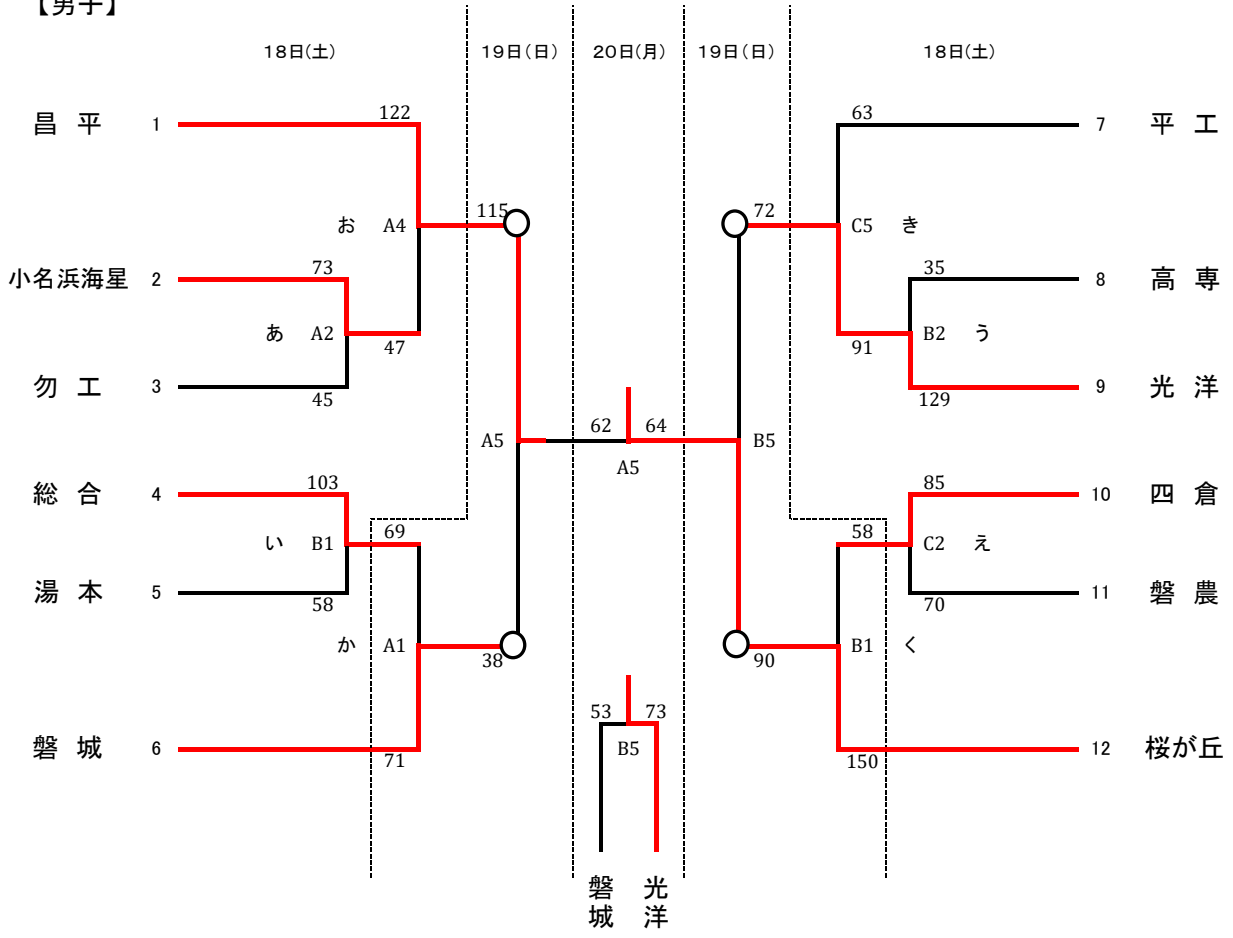 【男子】
18日(土)
19日(日)
20日(月)
19日(日)
18日(土)
昌 平 1
122
63
7 平 工
お A4
115
72
C5 き
小名浜海星 2
73
35
8 高 専
あ A2
47
91
B2 う
勿 工 3
45
129
9 光 洋
A5
62
64
A5
B5
総 合 4
103
85
10 四 倉
い B1
69
58
C2 え
湯 本 5
58
70
11 磐 農
か A1
38
90
B1 く
磐 城 6
71
53
73
B5
150
12 桜が丘
磐城
光洋